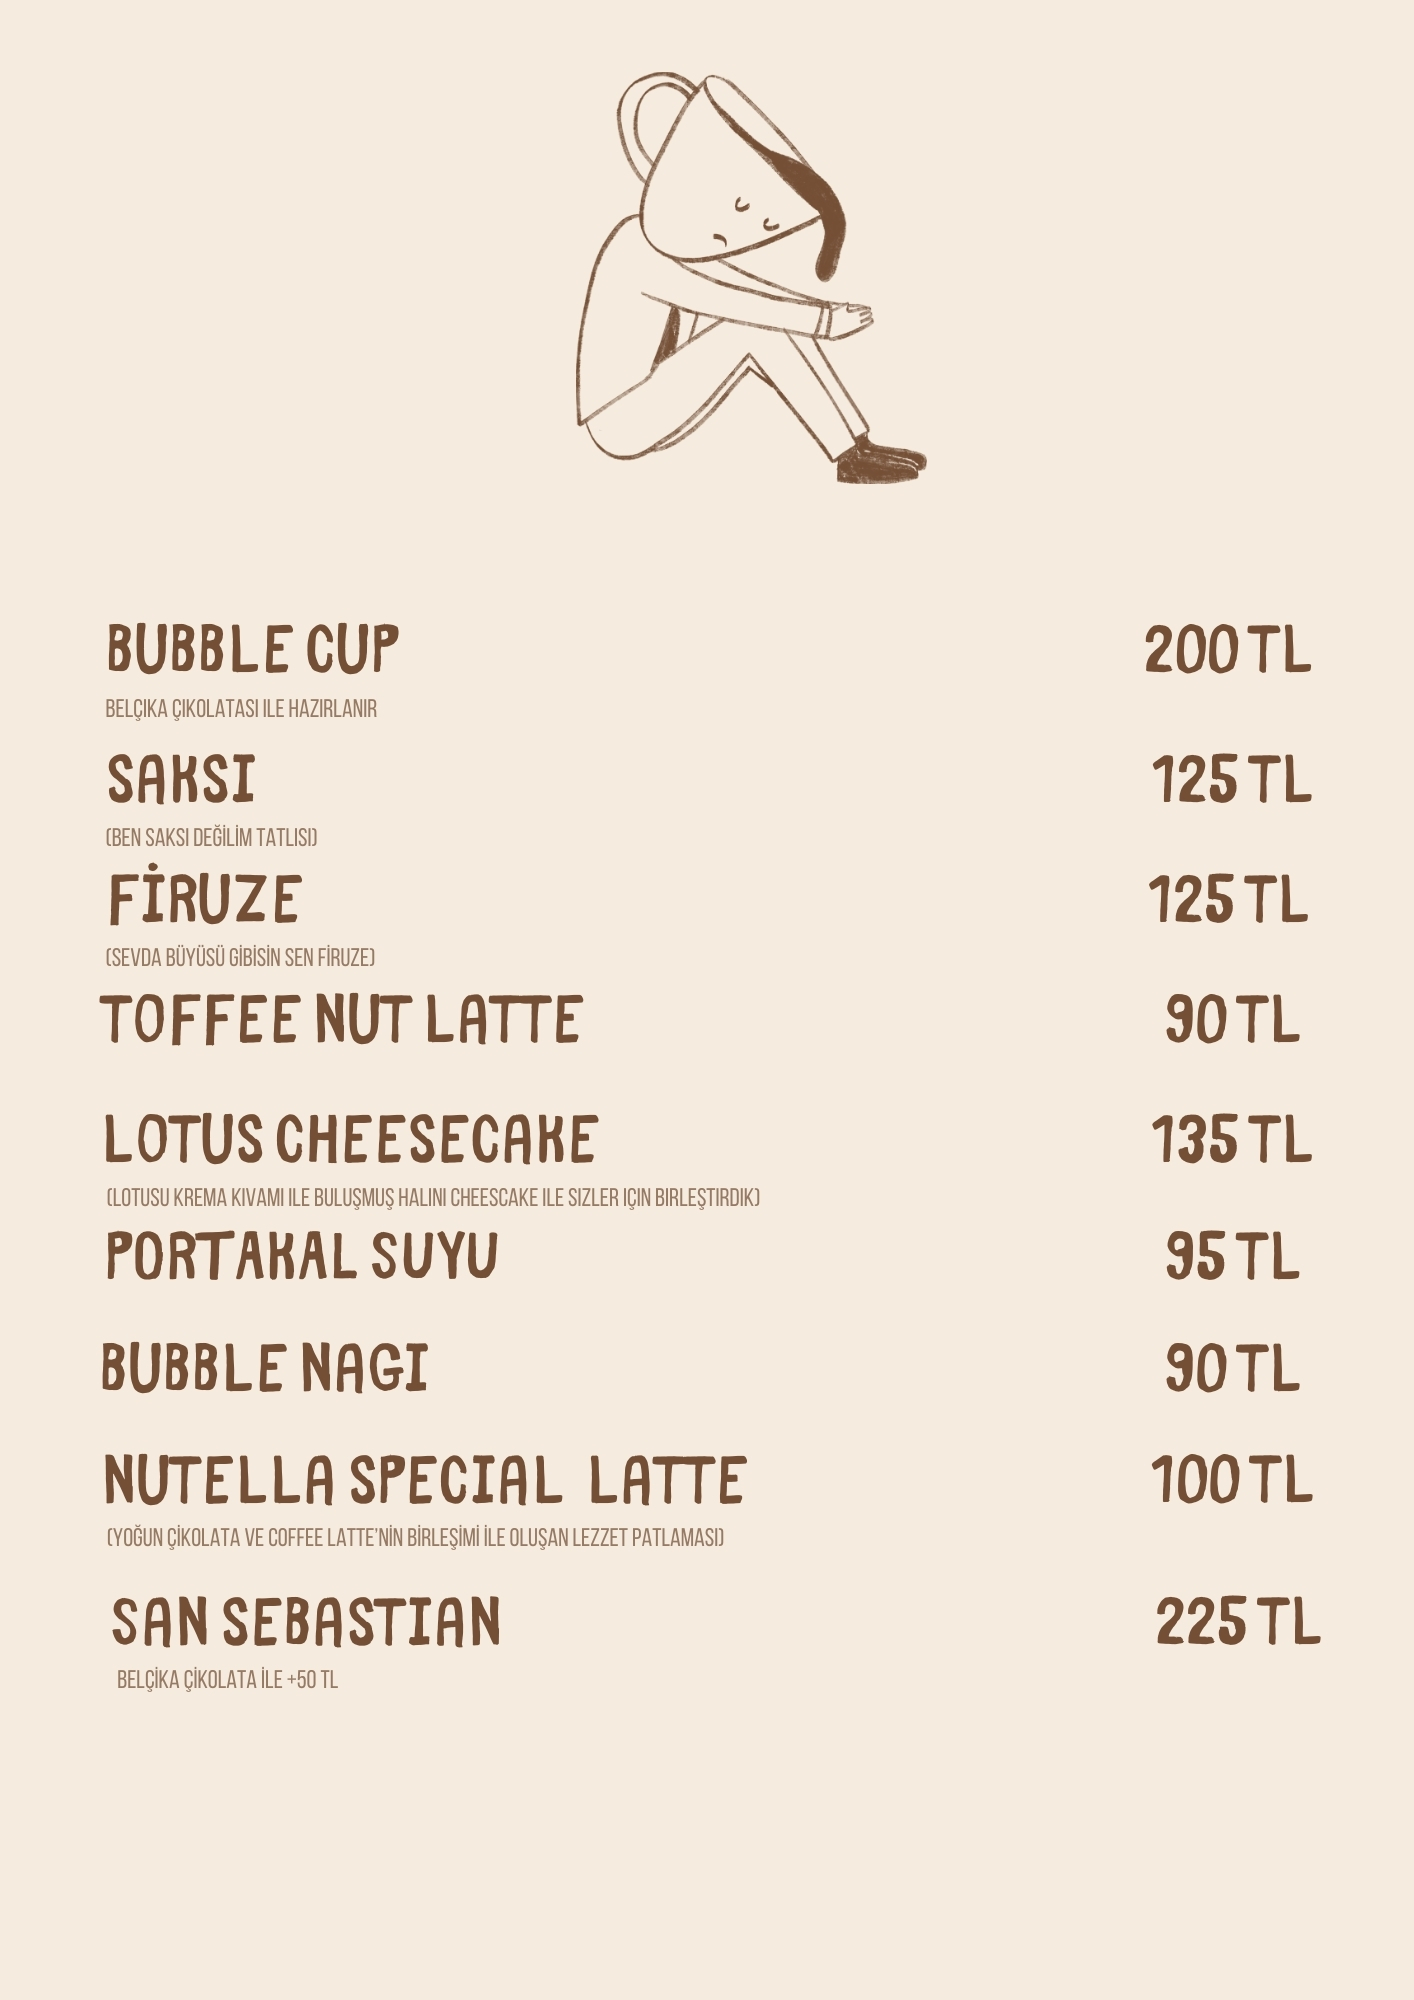 BUBBLE CUP 200 TL
BELÇIKA ÇIKOLATASI ILE HAZIRLANIR
SAKSI 125 TL
(BEN SAKSI DEĞİLİM TATLISI)
FİRUZE 125 TL
(SEVDA BÜYÜSÜ GİBİSİN SEN FİRUZE)
TOFFEE NUT LATTE 90 TL
LOTUS CHEESECAKE 135 TL
(LOTUSU KREMA KIVAMI ILE BULUŞMUŞ HALINI CHEESCAKE ILE SIZLER IÇIN BIRLEŞTIRDIK)
PORTAKAL SUYU 95 TL
BUBBLE NAGI 90 TL
NUTELLA SPECIAL LATTE 100 TL
(YOĞUN ÇİKOLATA VE COFFEE LATTE'NİN BİRLEŞİMİ İLE OLUŞAN LEZZET PATLAMASI)
SAN SEBASTIAN 225 TL
BELÇİKA ÇİKOLATA İLE +50 TL